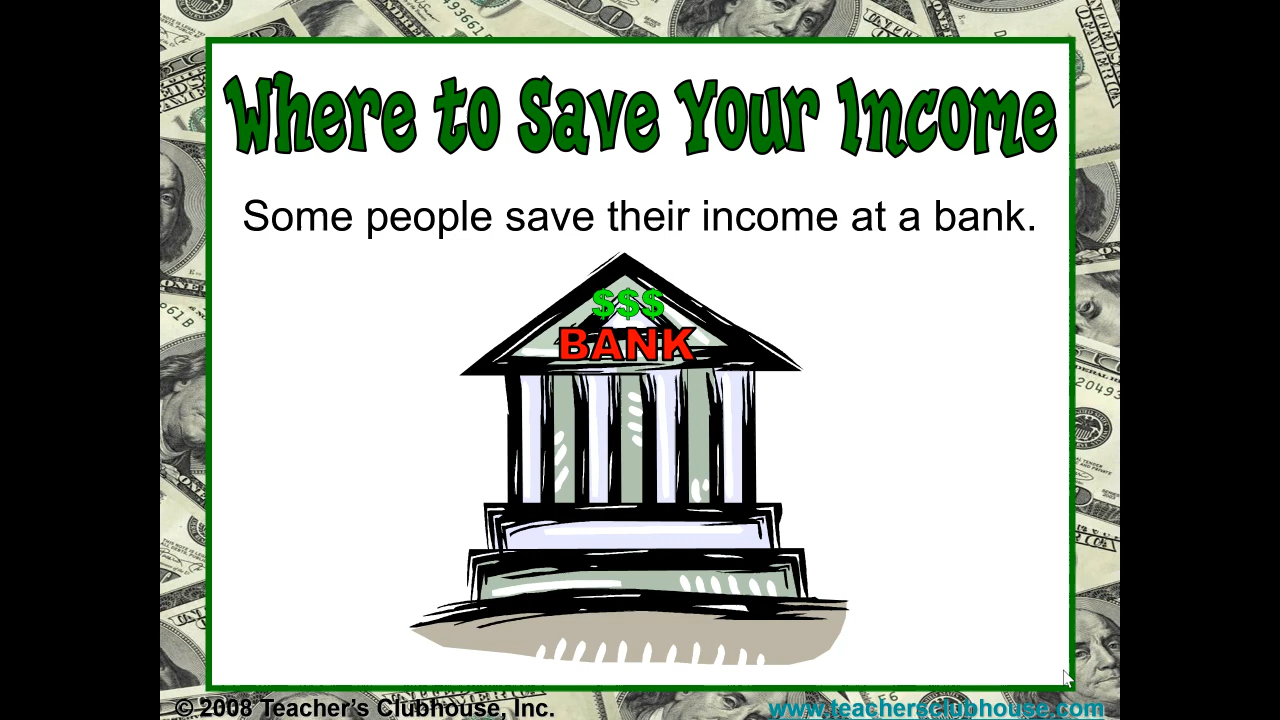 Where to Save Your Income
Some people save their income at a bank.
$$$
BANK
© 2008 Teacher's Clubhouse, Inc.
www.teachersclubhouse.com